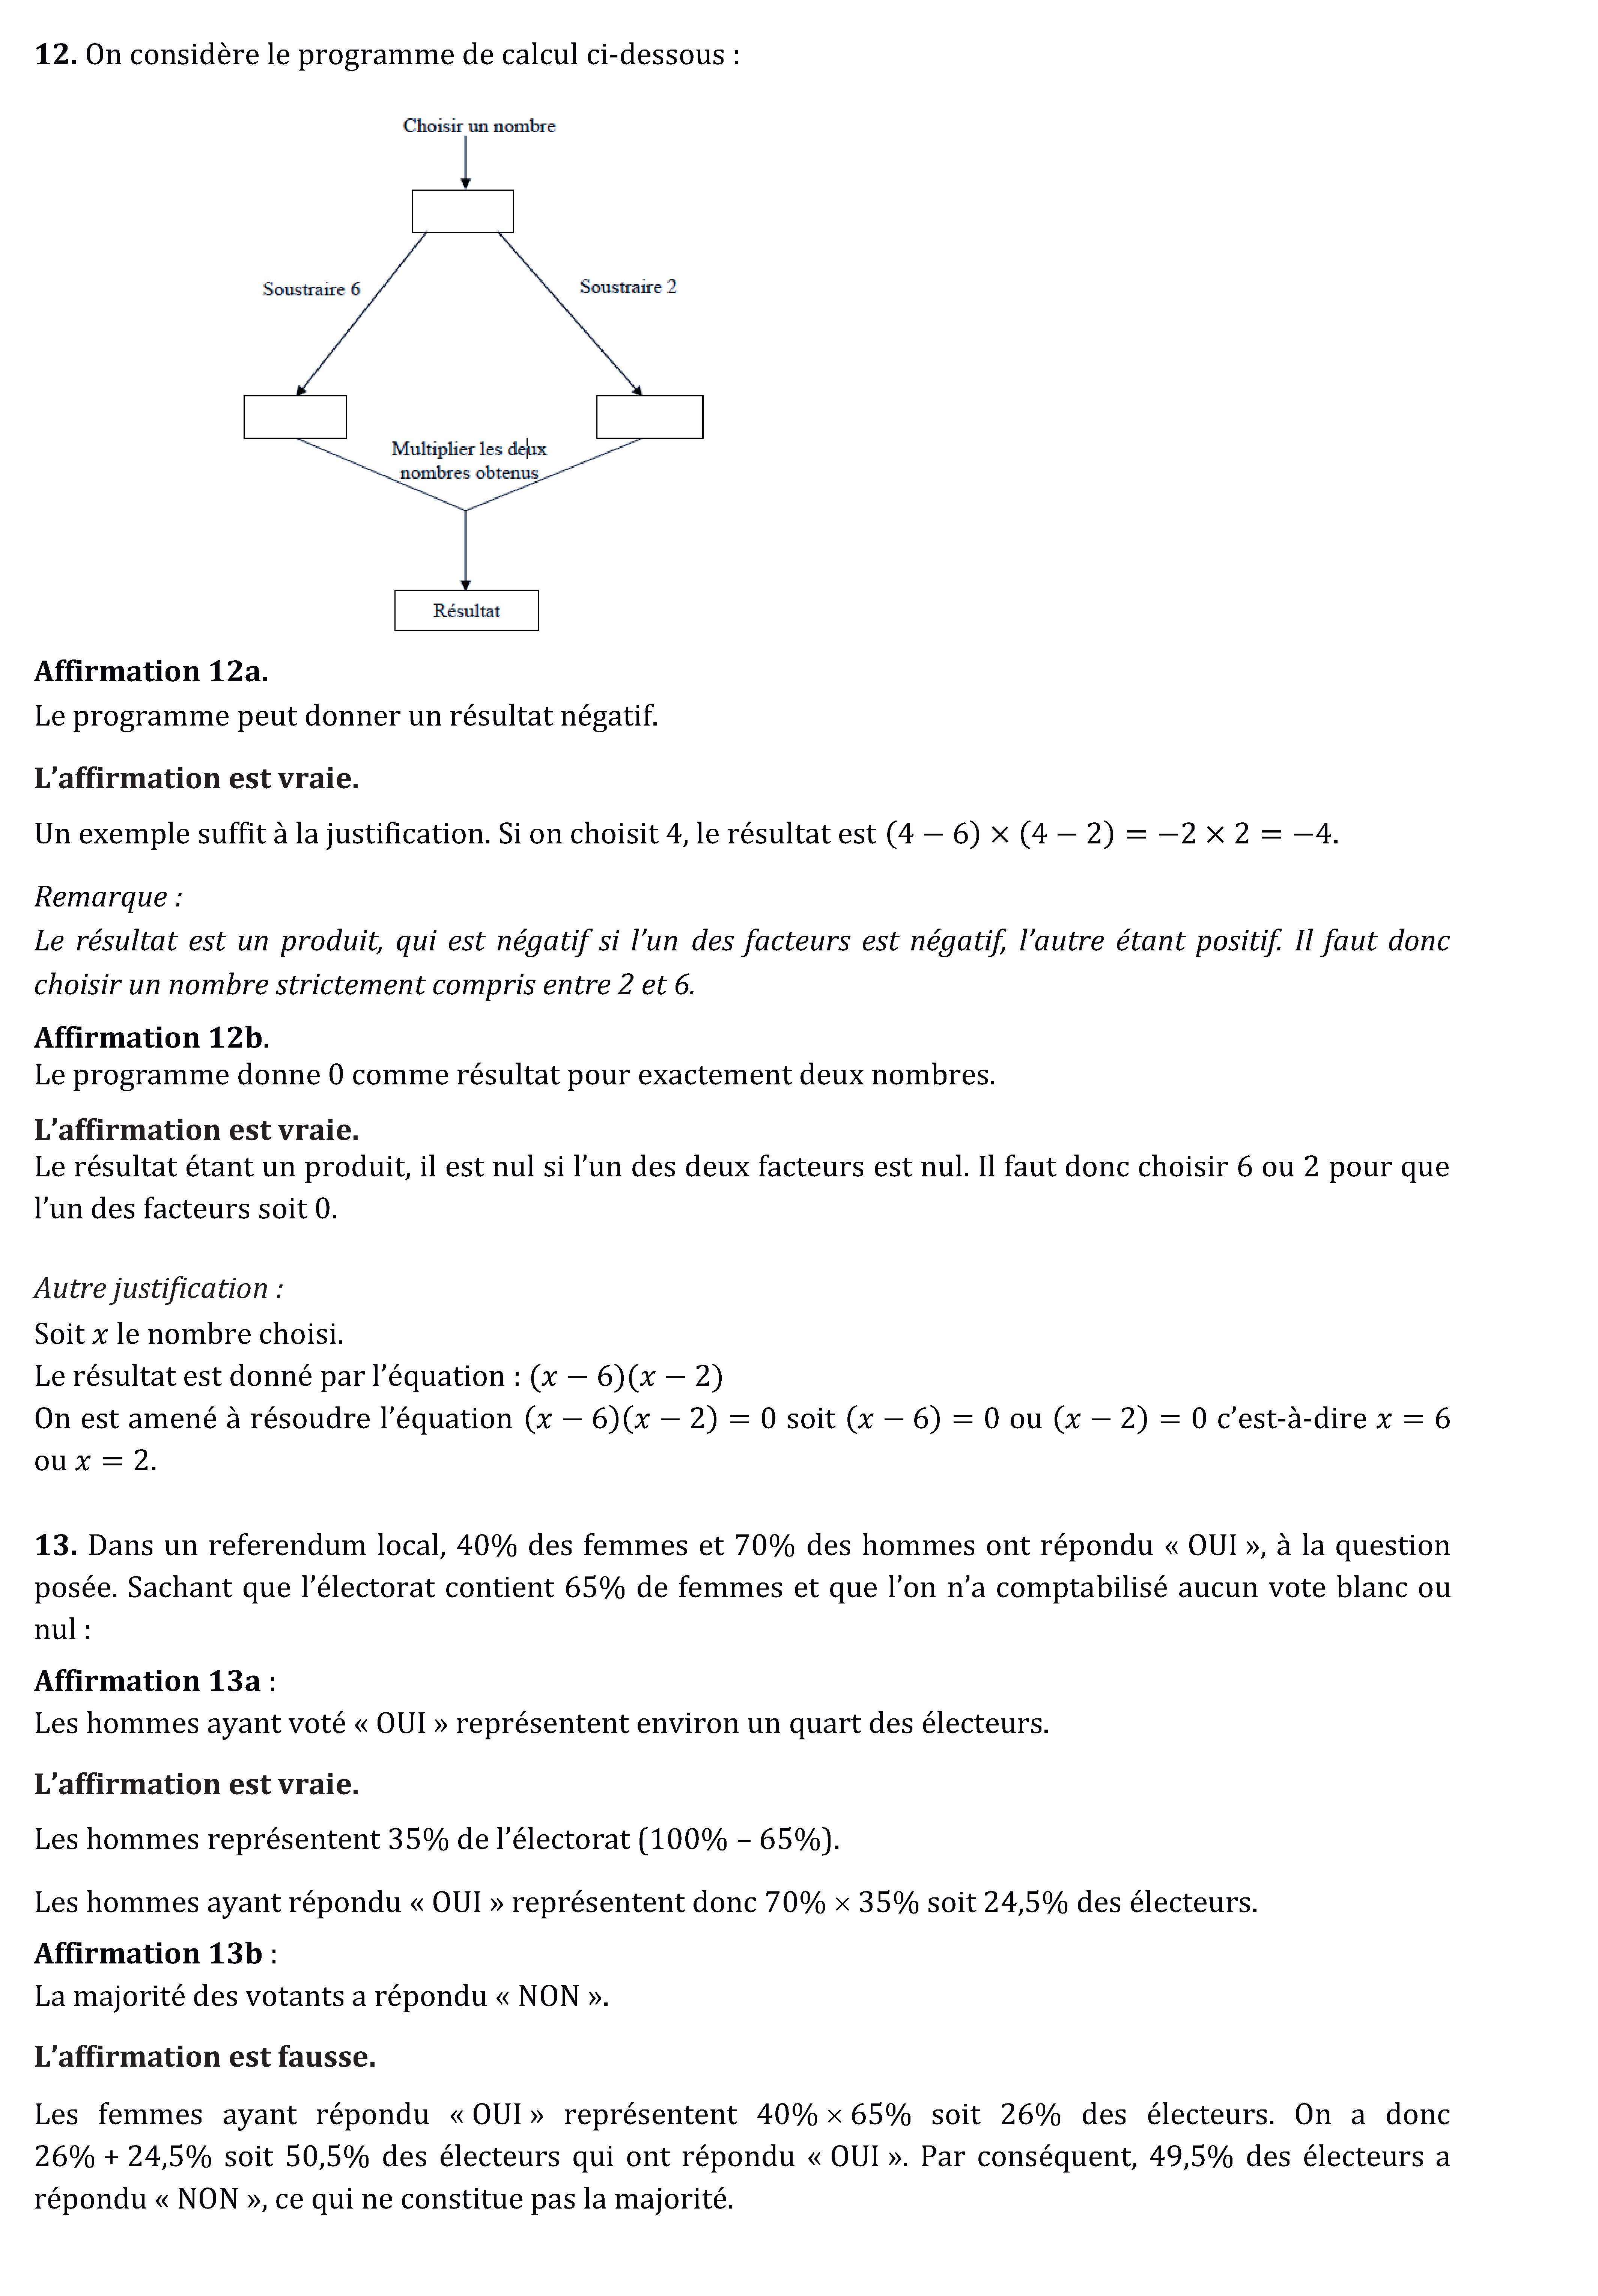 12. On considère le programme de calcul ci-dessous :
Choisir un nombre
Soustraire 6
Soustraire 2
Multiplier les deux
nombres obtenus
Résultat
Affirmation 12a.
Le programme peut donner un résultat négatif.
L’affirmation est vraie.
Un exemple suffit à la justification. Si on choisit 4, le résultat est (4 − 6) × (4 − 2) = −2 × 2 = −4.
Remarque :
Le résultat est un produit, qui est négatif si l’un des facteurs est négatif, l’autre étant positif. Il faut donc
choisir un nombre strictement compris entre 2 et 6.
Affirmation 12b.
Le programme donne 0 comme résultat pour exactement deux nombres.
L’affirmation est vraie.
Le résultat étant un produit, il est nul si l’un des deux facteurs est nul. Il faut donc choisir 6 ou 2 pour que
l’un des facteurs soit 0.
Autre justification :
Soit x le nombre choisi.
Le résultat est donné par l’équation : (x − 6)(x − 2)
On est amené à résoudre l’équation (x − 6)(x − 2) = 0 soit (x − 6) = 0 ou (x − 2) = 0 c’est-à-dire x = 6
ou x = 2.
13. Dans un referendum local, 40% des femmes et 70% des hommes ont répondu « OUI », à la question
posée. Sachant que l’électorat contient 65% de femmes et que l’on n’a comptabilisé aucun vote blanc ou
nul :
Affirmation 13a :
Les hommes ayant voté « OUI » représentent environ un quart des électeurs.
L’affirmation est vraie.
Les hommes représentent 35% de l’électorat (100% – 65%).
Les hommes ayant répondu « OUI » représentent donc 70% × 35% soit 24,5% des électeurs.
Affirmation 13b :
La majorité des votants a répondu « NON ».
L’affirmation est fausse.
Les femmes ayant répondu « OUI » représentent 40% × 65% soit 26% des électeurs. On a donc
26% + 24,5% soit 50,5% des électeurs qui ont répondu « OUI ». Par conséquent, 49,5% des électeurs a
répondu « NON », ce qui ne constitue pas la majorité.